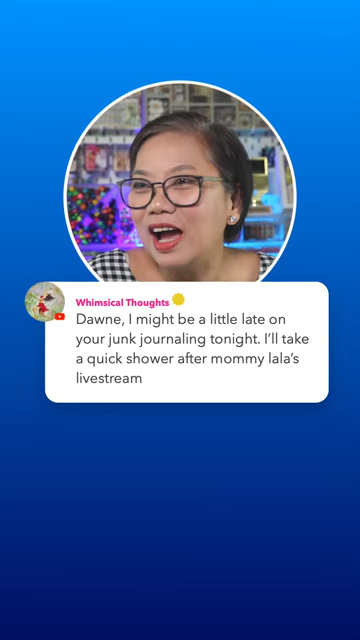 Whimsical Thoughts
Dawne, I might be a little late on
your junk journaling tonight. I'll take
a quick shower after mommy lala's
livestream